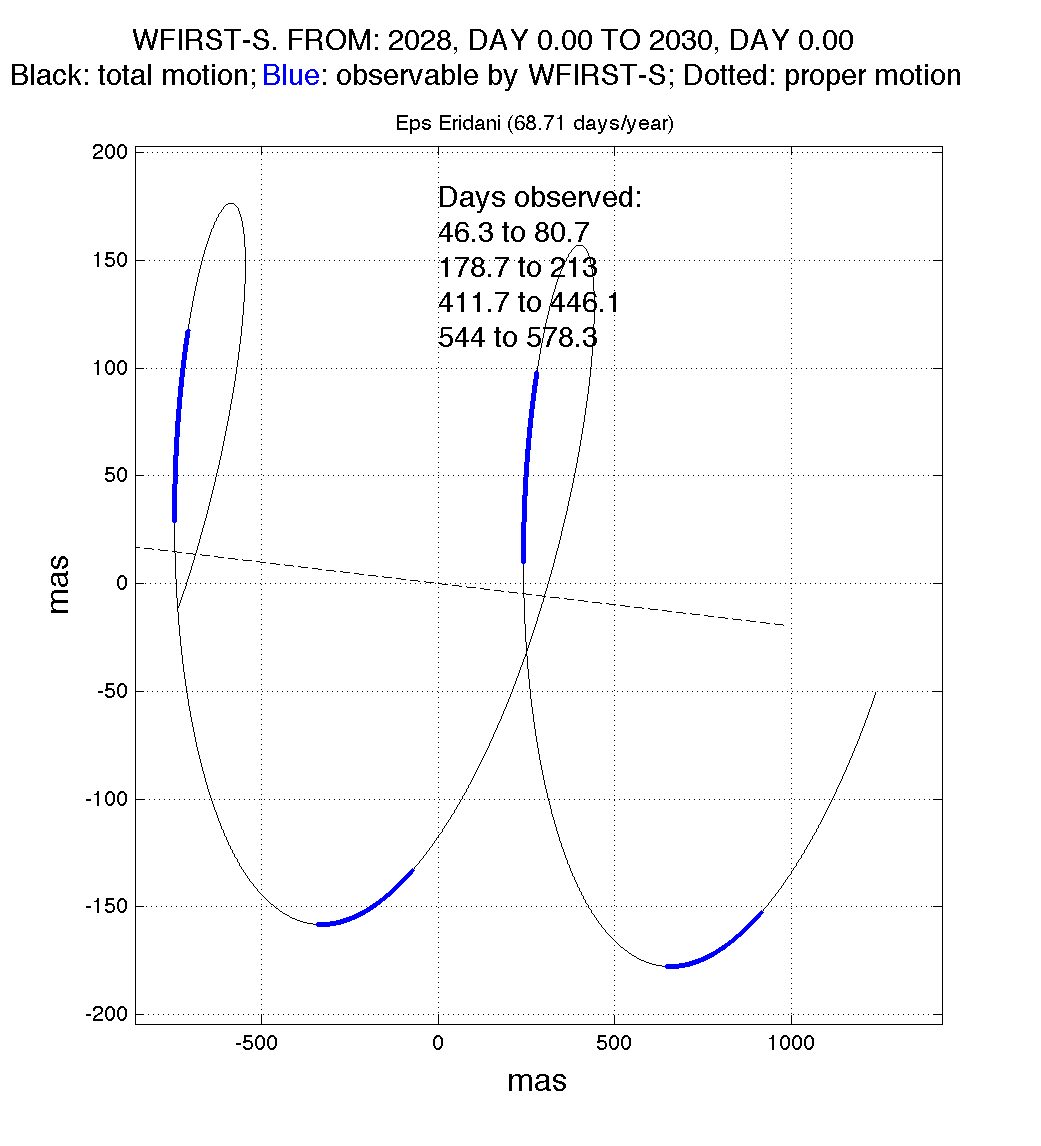 WFIRST-S. FROM: 2028, DAY 0.00 TO 2030, DAY 0.00
Black: total motion; Blue: observable by WFIRST-S; Dotted: proper motion
Eps Eridani (68.71 days/year)
200
150
100
50
0
-50
-100
-150
-200
mas
Days observed:
46.3 to 80.7
178.7 to 213
411.7 to 446.1
544 to 578.3
-500
0
500
1000
mas